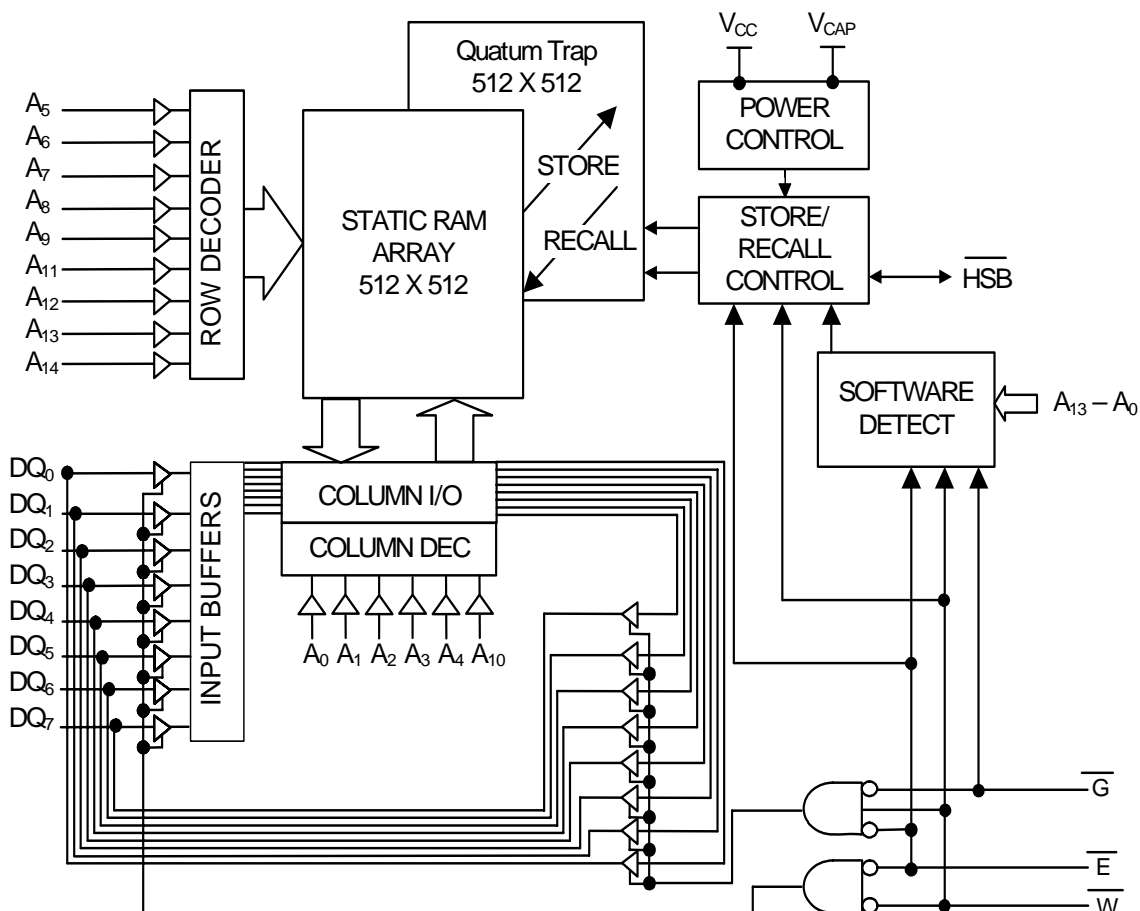 V_CC
V_CAP
Quatum Trap
512 X 512
POWER
CONTROL
A5
A6
A7
A8
A9
A11
A12
A13
A14
ROW DECODER
STATIC RAM
ARRAY
512 X 512
STORE
RECALL
STORE/
RECALL
CONTROL
HSB
SOFTWARE
DETECT
A13 – A0
DQ0
DQ1
DQ2
DQ3
DQ4
DQ5
DQ6
DQ7
INPUT BUFFERS
COLUMN I/O
COLUMN DEC
A0 A1 A2 A3 A4 A10
G
E
W